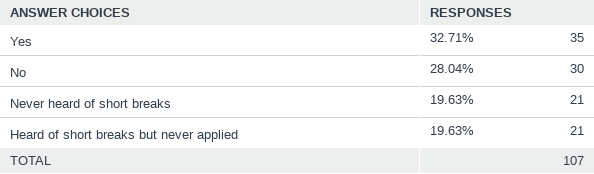 ANSWER CHOICES RESPONSES
Yes 32.71% 35
No 28.04% 30
Never heard of short breaks 19.63% 21
Heard of short breaks but never applied 19.63% 21
TOTAL 107